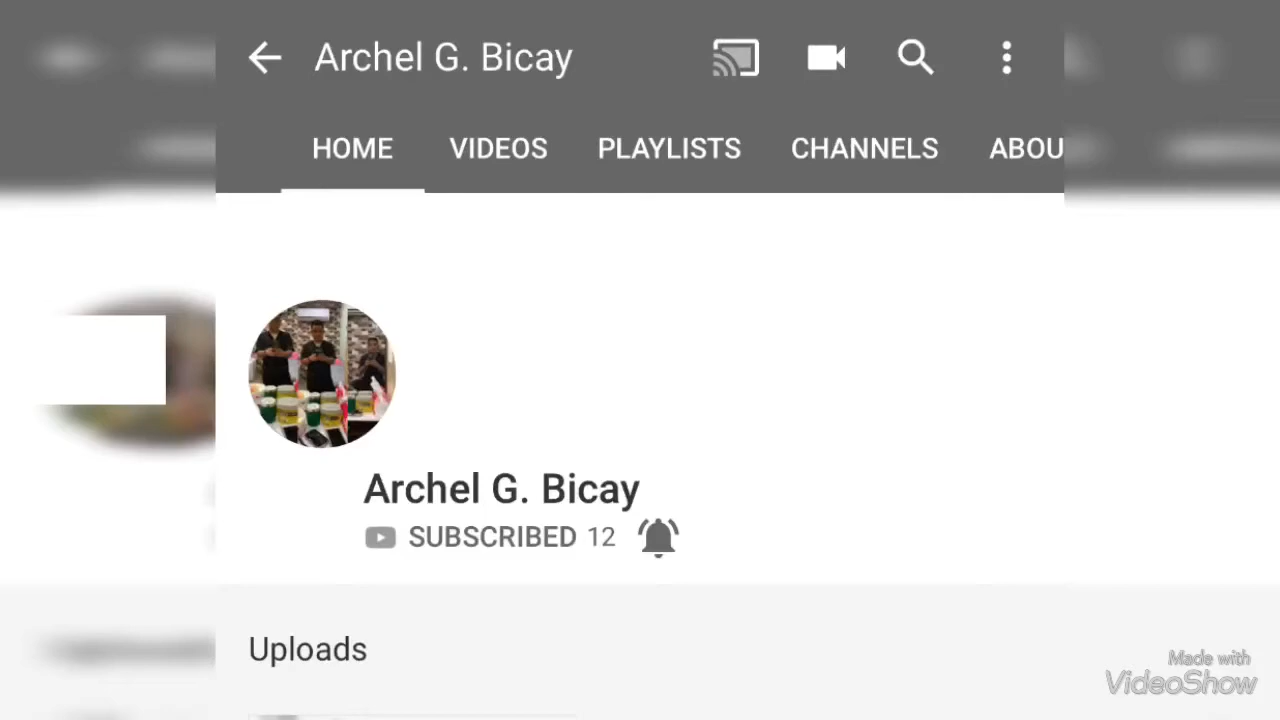 Archel G. Bicay
HOME VIDEOS PLAYLISTS CHANNELS ABOU
Archel G. Bicay
SUBSCRIBED 12
Uploads
Made with
VideoShow